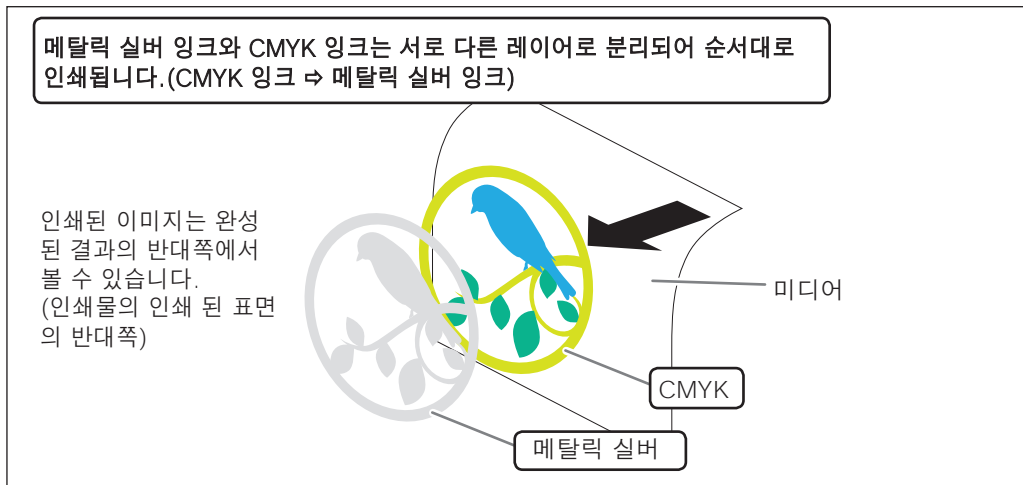 메탈릭 실버 잉크와 CMYK 잉크는 서로 다른 레이어로 분리되어 순서대로
인쇄됩니다.(CMYK 잉크 ⇨ 메탈릭 실버 잉크)
인쇄된 이미지는 완성
된 결과의 반대쪽에서
볼 수 있습니다.
(인쇄물의 인쇄 된 표면
의 반대쪽)
미디어
CMYK
메탈릭 실버